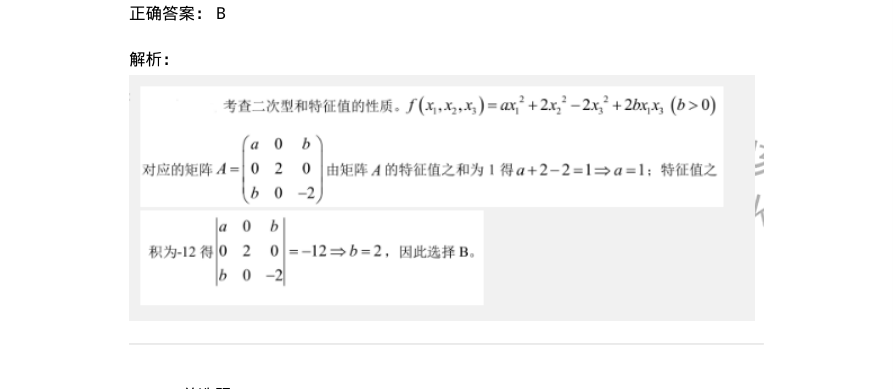 正确答案： B
解析：
考查二次型和特征值的性质。f(x₁,x₂,x₃)=ax₁²+2x₂²−2x₃²+2bx₁x₃ (b>0)
a 0 b
对应的矩阵 A= 0 2 0 由矩阵 A 的特征值之和为 1 得 a+2−2=1⇒a=1；特征值之
b 0 −2
a 0 b
积为-12 得 0 2 0 =−12⇒b=2，因此选择 B。
b 0 −2